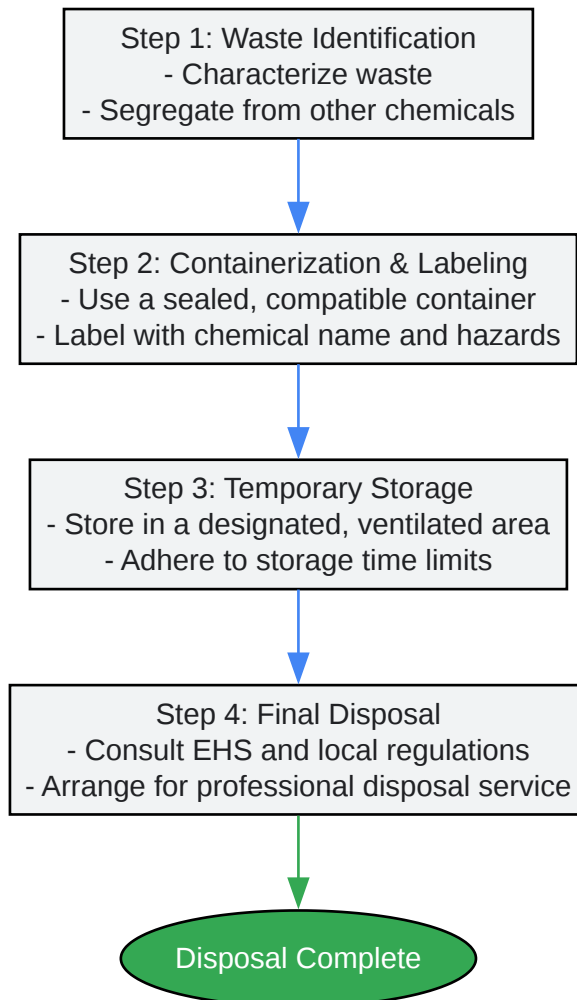 Step 1: Waste Identification
- Characterize waste
- Segregate from other chemicals
Step 2: Containerization & Labeling
- Use a sealed, compatible container
- Label with chemical name and hazards
Step 3: Temporary Storage
- Store in a designated, ventilated area
- Adhere to storage time limits
Step 4: Final Disposal
- Consult EHS and local regulations
- Arrange for professional disposal service
Disposal Complete